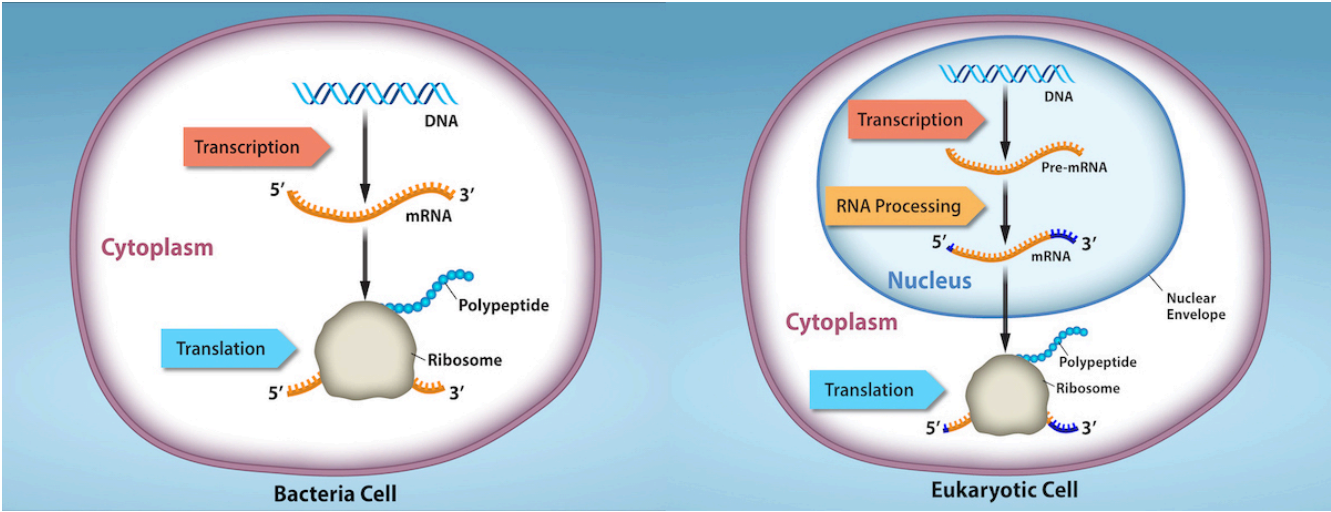 DNA
Transcription
5′
3′
mRNA
Cytoplasm
Polypeptide
Translation
Ribosome
5′
3′
Bacteria Cell
DNA
Transcription
Pre-mRNA
RNA Processing
5′
3′
mRNA
Nucleus
Nuclear
Envelope
Cytoplasm
Polypeptide
Translation
Ribosome
5′
3′
Eukaryotic Cell